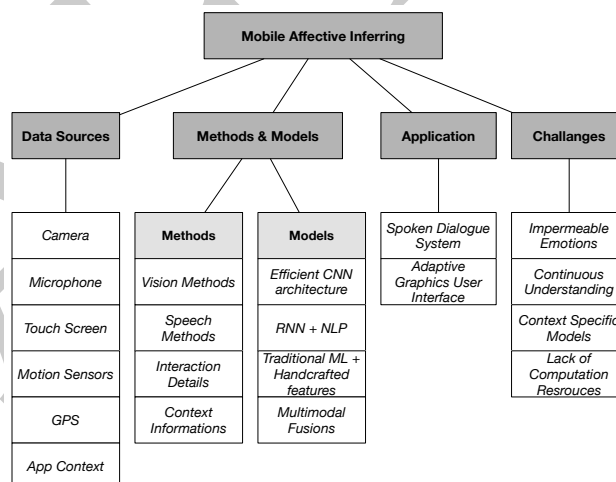 Mobile Affective Inferring
Data Sources
Methods & Models
Application
Challanges
Camera
Microphone
Touch Screen
Motion Sensors
GPS
App Context
Methods
Vision Methods
Speech
Methods
Interaction
Details
Context
Informations
Models
Efficient CNN
architecture
RNN + NLP
Traditional ML +
Handcrafted
features
Multimodal
Fusions
Spoken Dialogue
System
Adaptive
Graphics User
Interface
Impermeable
Emotions
Continuous
Understanding
Context Specific
Models
Lack of
Computation
Resrouces